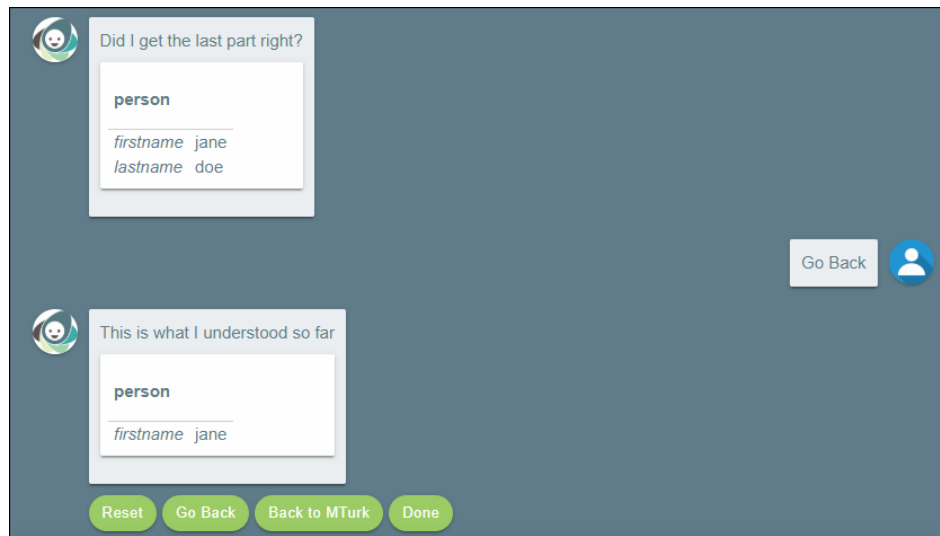 Did I get the last part right?
person
firstname jane
lastname doe
Go Back
This is what I understood so far
person
firstname jane
Reset Go Back Back to MTurk Done